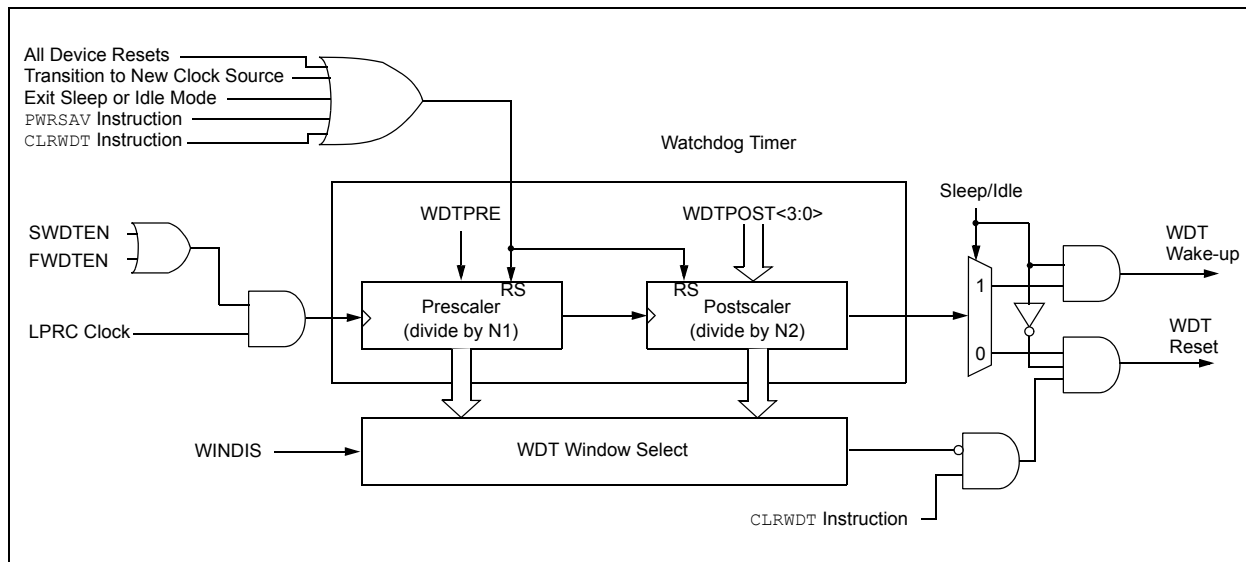 All Device Resets
Transition to New Clock Source
Exit Sleep or Idle Mode
PWRSAV Instruction
CLRWDT Instruction
Watchdog Timer
Sleep/Idle
WDTPRE
WDTPOST<3:0>
SWDTEN
FWDTEN
WDT
Wake-up
RS
RS
1
Prescaler
(divide by N1)
Postscaler
(divide by N2)
LPRC Clock
WDT
Reset
0
WINDIS
WDT Window Select
CLRWDT Instruction